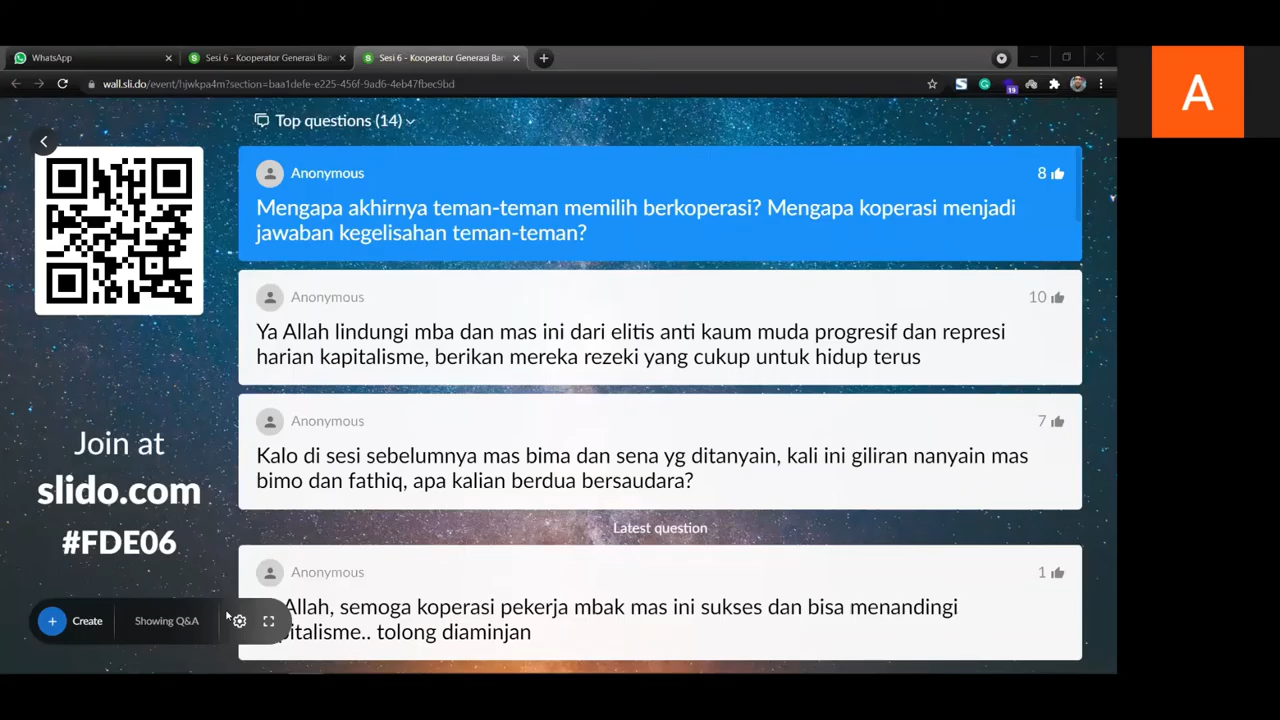 WhatsApp
Sesi 6 - Kooperator Generasi Bar
Sesi 6 - Kooperator Generasi Bar
wall.sli.do/event/hjwkpa4m?section=baa1defe-e225-456f-9ad6-4eb47fbec9bd
19
A
Top questions (14)
Anonymous
8
Mengapa akhirnya teman-teman memilih berkoperasi? Mengapa koperasi menjadi
jawaban kegelisahan teman-teman?
Anonymous
10
Ya Allah lindungi mba dan mas ini dari elitis anti kaum muda progresif dan represi
harian kapitalisme, berikan mereka rezeki yang cukup untuk hidup terus
Anonymous
7
Kalo di sesi sebelumnya mas bima dan sena yg ditanyain, kali ini giliran nanyain mas
bimo dan fathiq, apa kalian berdua bersaudara?
Latest question
Anonymous
1
Allah, semoga koperasi pekerja mbak mas ini sukses dan bisa menandingi
pitalisme.. tolong diaminjan
Join at
slido.com
#FDE06
Create
Showing Q&A